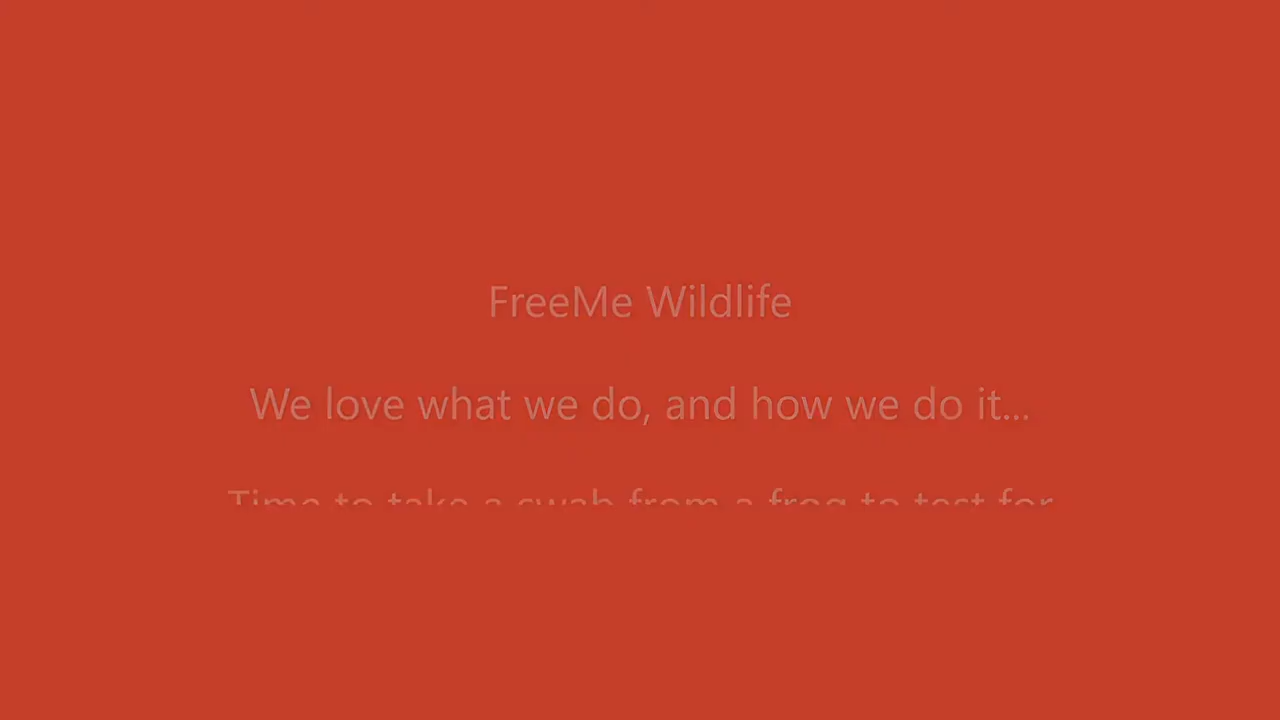 FreeMe Wildlife
We love what we do, and how we do it...
Time to take a swab from a frog to test for